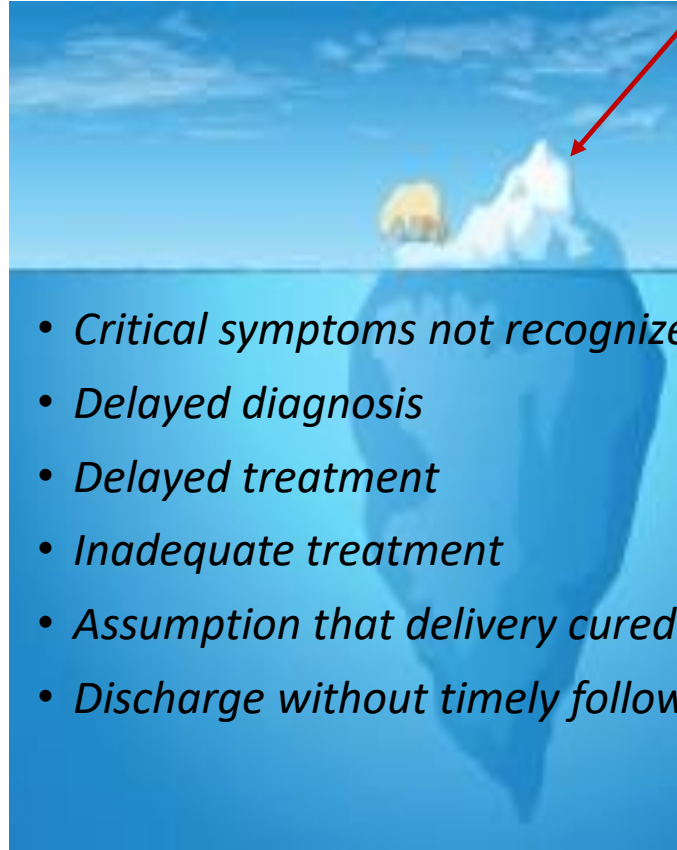 • Critical symptoms not recognize
• Delayed diagnosis
• Delayed treatment
• Inadequate treatment
• Assumption that delivery cured
• Discharge without timely follow